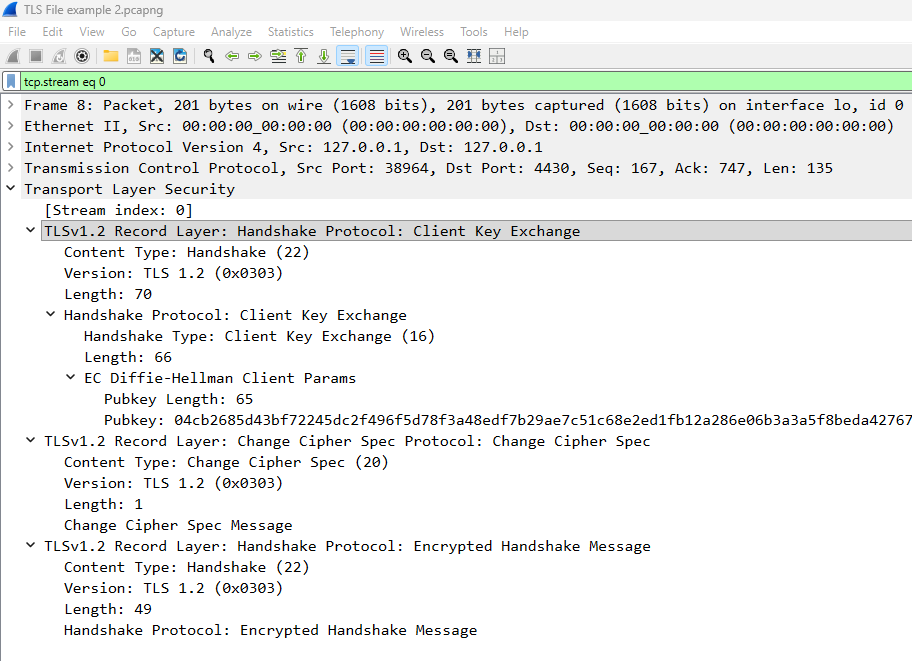 TLS File example 2.pcapng
File Edit View Go Capture Analyze Statistics Telephony Wireless Tools Help
tcp.stream eq 0
Frame 8: Packet, 201 bytes on wire (1608 bits), 201 bytes captured (1608 bits) on interface lo, id 0
Ethernet II, Src: 00:00:00_00:00:00 (00:00:00:00:00:00), Dst: 00:00:00_00:00:00 (00:00:00:00:00:00)
Internet Protocol Version 4, Src: 127.0.0.1, Dst: 127.0.0.1
Transmission Control Protocol, Src Port: 38964, Dst Port: 4430, Seq: 167, Ack: 747, Len: 135
Transport Layer Security
[Stream index: 0]
TLSv1.2 Record Layer: Handshake Protocol: Client Key Exchange
Content Type: Handshake (22)
Version: TLS 1.2 (0x0303)
Length: 70
Handshake Protocol: Client Key Exchange
Handshake Type: Client Key Exchange (16)
Length: 66
EC Diffie-Hellman Client Params
Pubkey Length: 65
Pubkey: 04cb2685d43bf72245dc2f496f5d78f3a48edf7b29ae7c51c68e2ed1fb12a286e06b3a3a5f8beda42767
TLSv1.2 Record Layer: Change Cipher Spec Protocol: Change Cipher Spec
Content Type: Change Cipher Spec (20)
Version: TLS 1.2 (0x0303)
Length: 1
Change Cipher Spec Message
TLSv1.2 Record Layer: Handshake Protocol: Encrypted Handshake Message
Content Type: Handshake (22)
Version: TLS 1.2 (0x0303)
Length: 49
Handshake Protocol: Encrypted Handshake Message